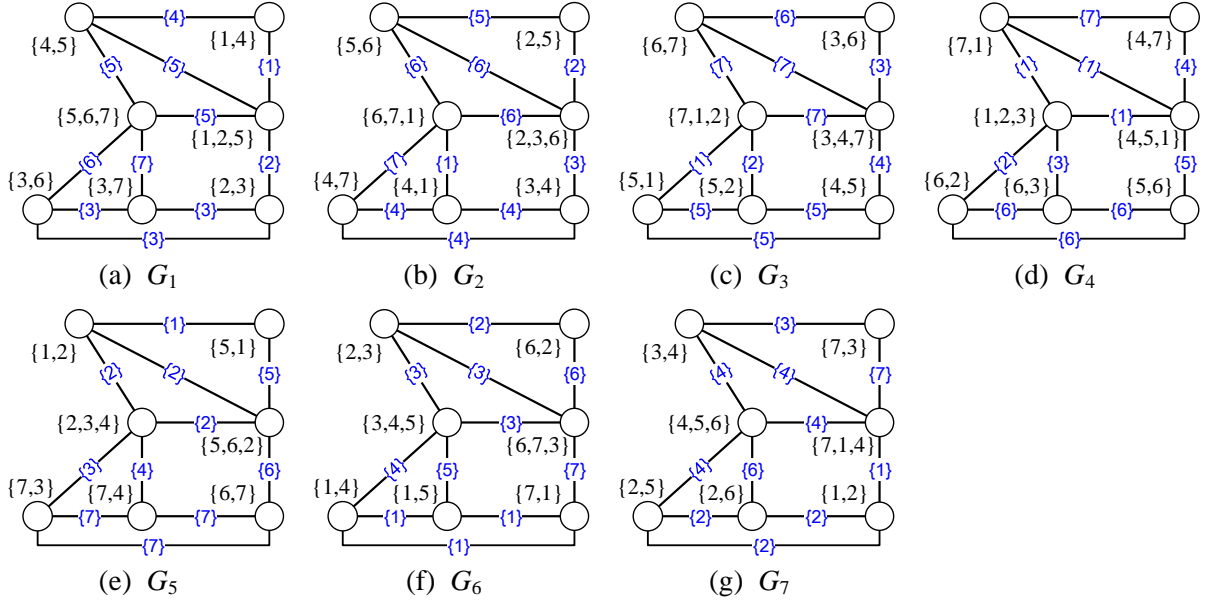 {4}
{4,5} {1,4}
{5} {5} {1}
{5,6,7} {5} {1,2,5}
{6} {7} {2}
{3,6} {3,7} {2,3}
{3} {3}
{3}
(a) G1
{5}
{5,6} {2,5}
{6} {6} {2}
{6,7,1} {6} {2,3,6}
{7} {1} {3}
{4,7} {4,1} {3,4}
{4} {4}
{4}
(b) G2
{6}
{6,7} {3,6}
{7} {7} {3}
{7,1,2} {7} {3,4,7}
{1} {2} {4}
{5,1} {5,2} {4,5}
{5} {5}
{5}
(c) G3
{7}
{7,1} {4,7}
{1} {1} {4}
{1,2,3} {1} {4,5,1}
{2} {3} {5}
{6,2} {6,3} {5,6}
{6} {6}
{6}
(d) G4
{1}
{1,2} {5,1}
{2} {2} {5}
{2,3,4} {2} {5,6,2}
{3} {4} {6}
{7,3} {7,4} {6,7}
{7} {7}
{7}
(e) G5
{2}
{2,3} {6,2}
{3} {3} {6}
{3,4,5} {3} {6,7,3}
{4} {5} {7}
{1,4} {1,5} {7,1}
{1} {1}
{1}
(f) G6
{3}
{3,4} {7,3}
{4} {4} {7}
{4,5,6} {4} {7,1,4}
{4} {6} {1}
{2,5} {2,6} {1,2}
{2} {2}
{2}
(g) G7